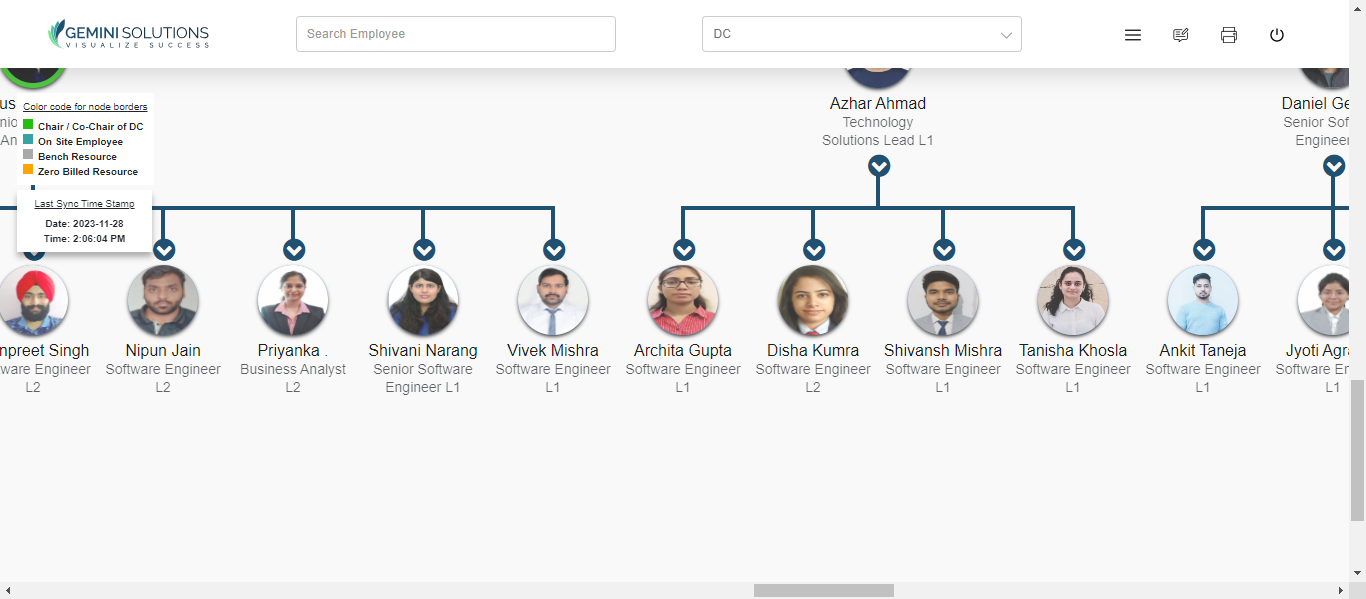 GEMINI SOLUTIONS
VISUALIZE SUCCESS
Search Employee
DC
Color code for node borders
Chair / Co-Chair of DC
On Site Employee
Bench Resource
Zero Billed Resource
Last Sync Time Stamp
Date: 2023-11-28
Time: 2:06:04 PM
Azhar Ahmad
Technology
Solutions Lead L1
Daniel Ge
Senior Sof
Engineer
npreet Singh
ware Engineer
L2
Nipun Jain
Software Engineer
L2
Priyanka .
Business Analyst
L2
Shivani Narang
Senior Software
Engineer L1
Vivek Mishra
Software Engineer
L1
Archita Gupta
Software Engineer
L1
Disha Kumra
Software Engineer
L2
Shivansh Mishra
Software Engineer
L1
Tanisha Khosla
Software Engineer
L1
Ankit Taneja
Software Engineer
L1
Jyoti Agra
Software En
L1